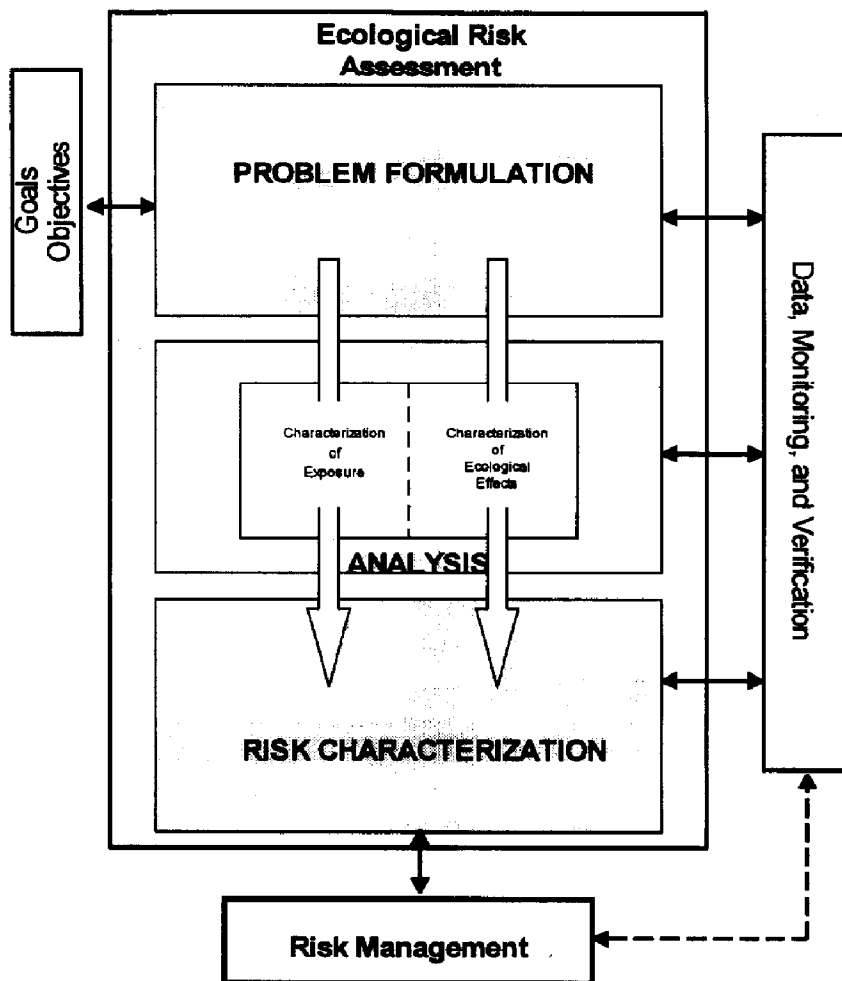 Ecological Risk
Assessment
Goals
Objectives
PROBLEM FORMULATION
Characterization
of
Exposure
Characterization
of
Ecological
Effects
ANALYSIS
RISK CHARACTERIZATION
Data, Monitoring, and Verification
Risk Management